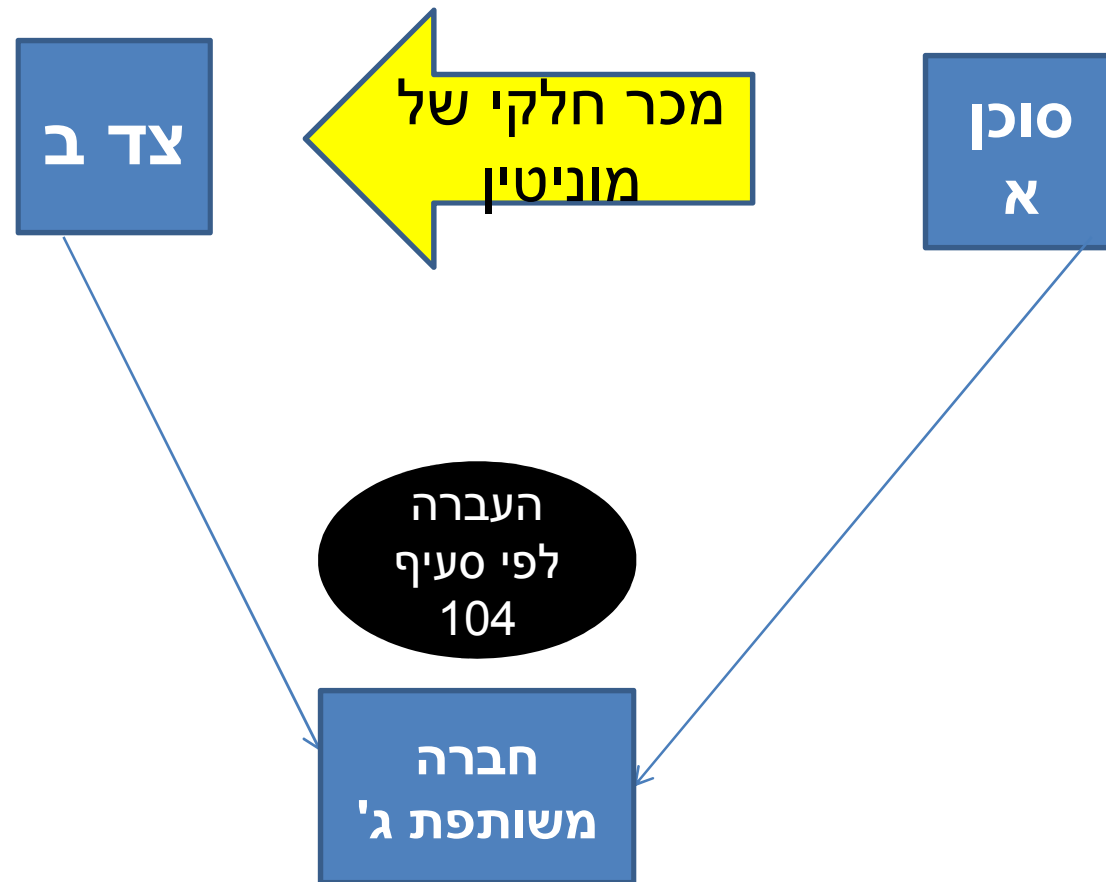 סוכן
א
מכר חלקי של
מוניטין
צד ב
העברה
לפי סעיף
104
חברה
משותפת ג'